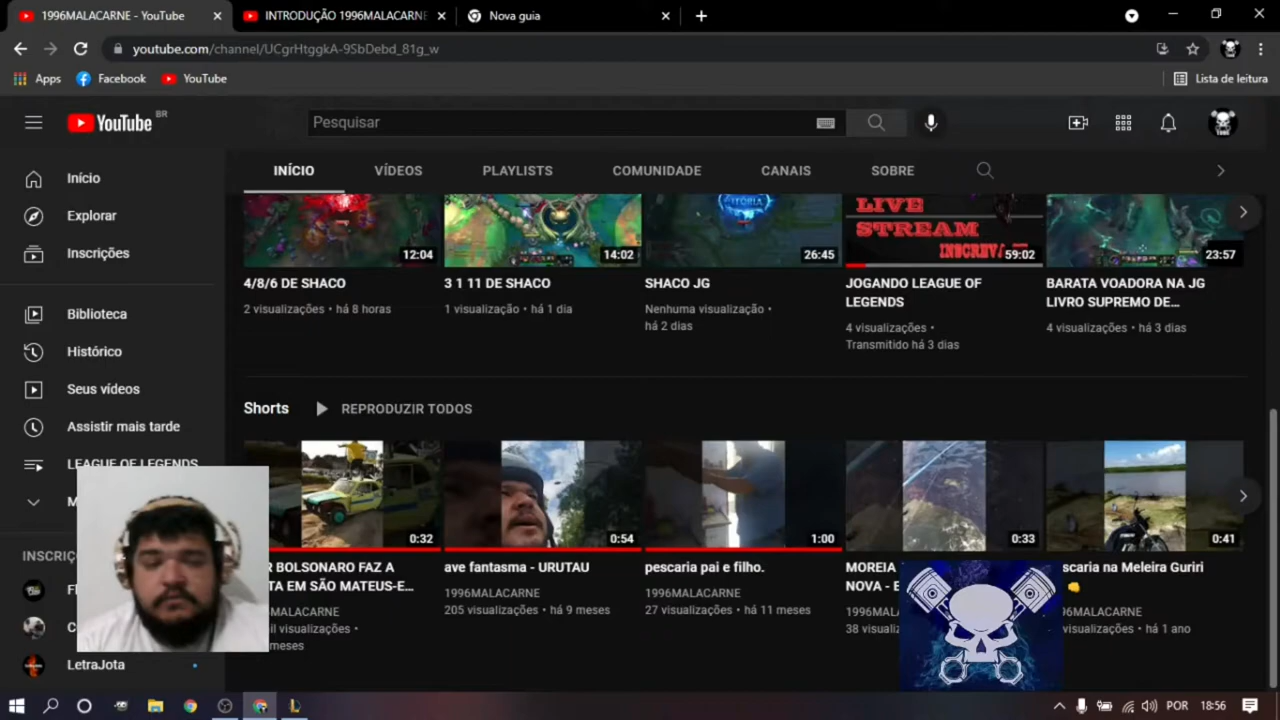 1996MALACARNE - YouTube
INTRODUÇÃO 1996MALACARNE
Nova guia
youtube.com/channel/UCgrHtggkA-9SbDebd_81g_w
Apps
Facebook
YouTube
Lista de leitura
YouTube BR
Pesquisar
INÍCIO
VÍDEOS
PLAYLISTS
COMUNIDADE
CANAIS
SOBRE
Início
Explorar
Inscrições
Biblioteca
Histórico
Seus vídeos
Assistir mais tarde
LEAGUE OF LEGENDS
M
INSCRIÇ
LetraJota
12:04
14:02
26:45
LIVE
STREAM
59:02
23:57
4/8/6 DE SHACO
2 visualizações • há 8 horas
3 1 11 DE SHACO
1 visualização • há 1 dia
SHACO JG
Nenhuma visualização •
há 2 dias
JOGANDO LEAGUE OF
LEGENDS
4 visualizações •
Transmitido há 3 dias
BARATA VOADORA NA JG
LIVRO SUPREMO DE...
4 visualizações • há 3 dias
Shorts
REPRODUZIR TODOS
0:32
0:54
1:00
0:33
0:41
R BOLSONARO FAZ A
TA EM SÃO MATEUS-E...
MALACARNE
il visualizações •
meses
ave fantasma - URUTAU
1996MALACARNE
205 visualizações • há 9 meses
pescaria pai e filho.
1996MALACARNE
27 visualizações • há 11 meses
MOREIA
NOVA - E
1996MALA
38 visuali
scaria na Meleira Guriri
96MALACARNE
visualizações • há 1 ano
POR
18:56